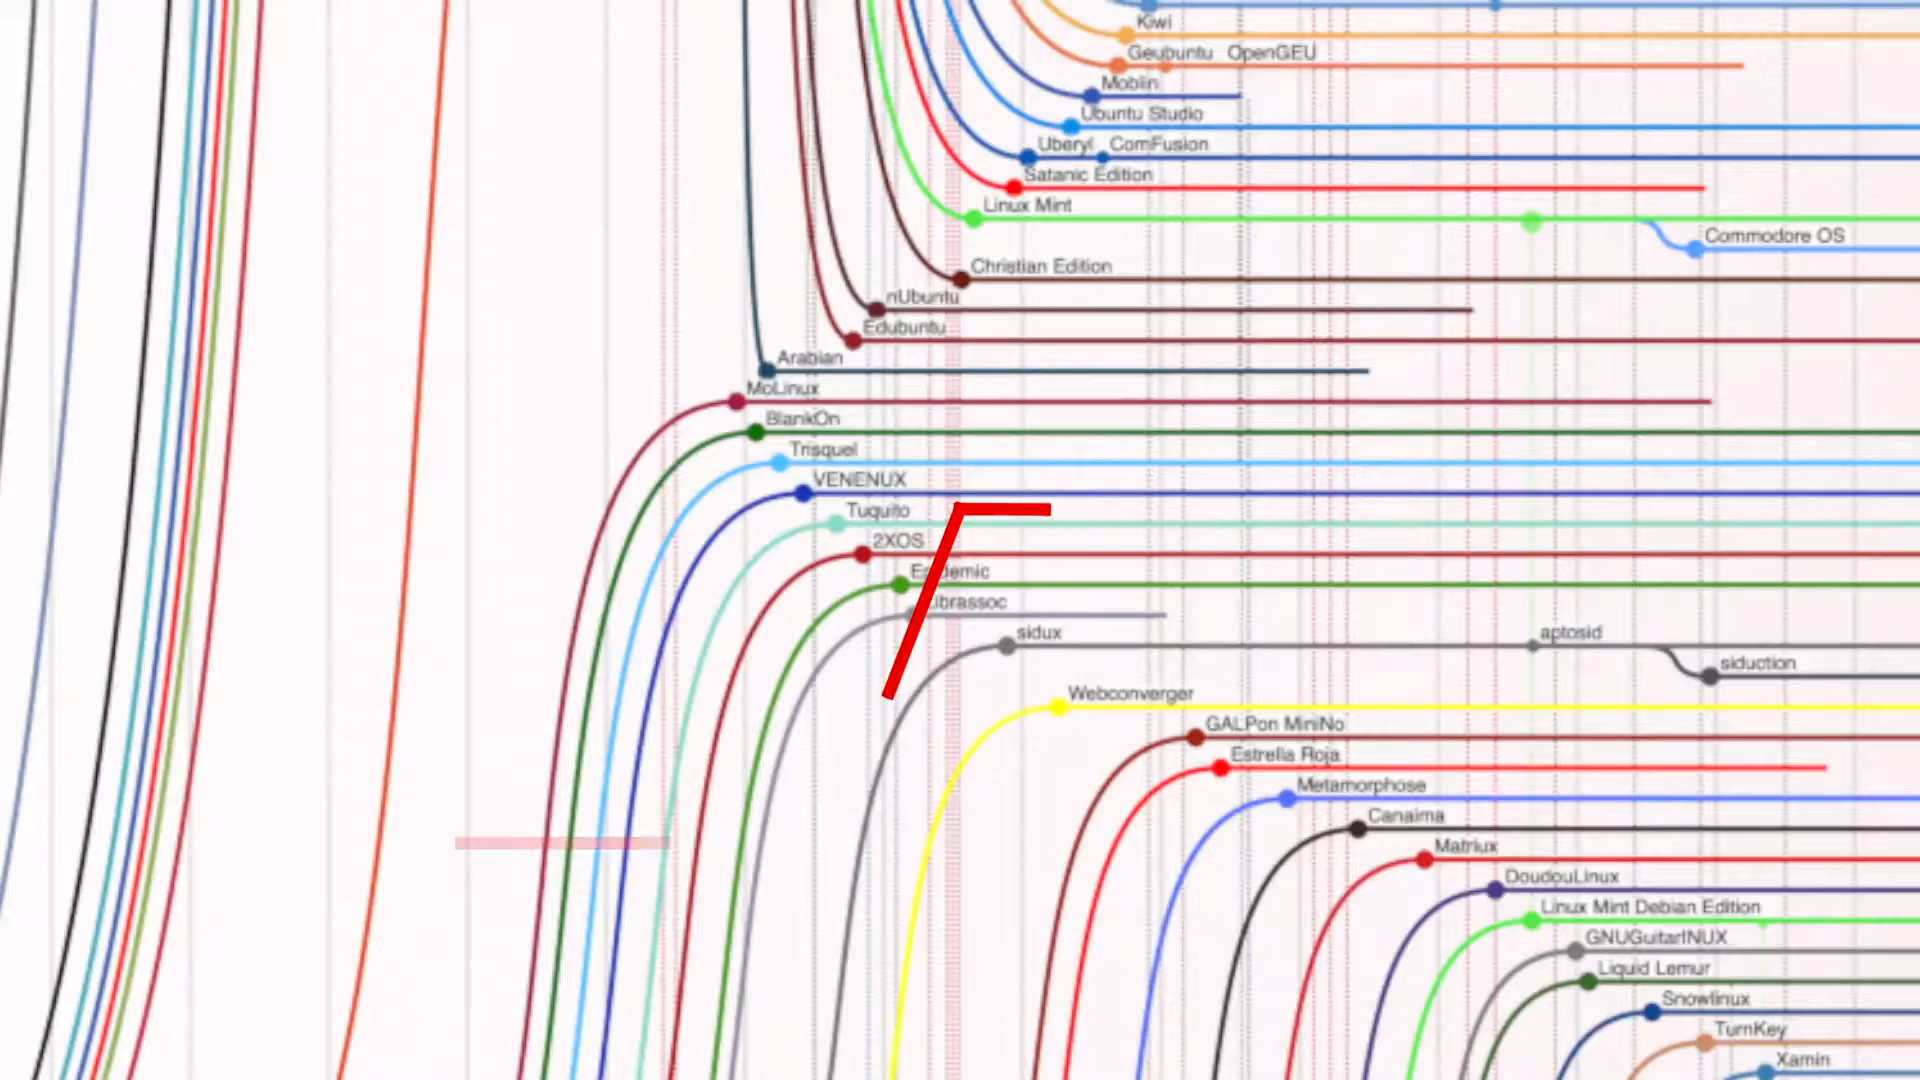 Kiwi
Geubuntu OpenGEU
Moblin
Ubuntu Studio
Uberyl ComFusion
Satanic Edition
Linux Mint
Commodore OS
Christian Edition
nUbuntu
Edubuntu
Arabian
MoLinux
BlankOn
Trisquel
VENENUX
Tuquito
2XOS
Epidemic
Librassoc
sidux
aptosid
siduction
Webconverger
GALPon MiniNo
Estrella Roja
Metamorphose
Canaima
Matriux
DoudouLinux
Linux Mint Debian Edition
GNUGuitarINUX
Liquid Lemur
Snowlinux
TurnKey
Xamin